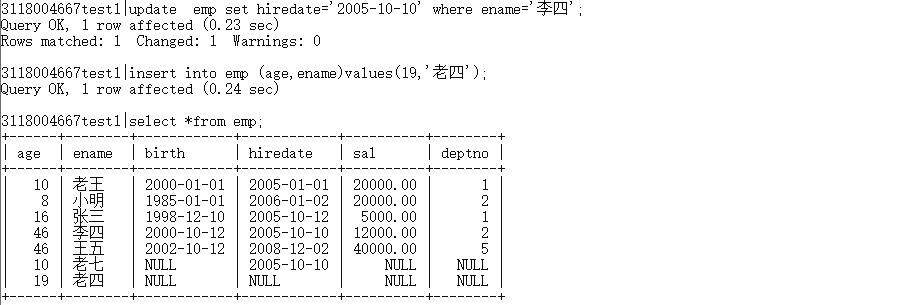 3118004667test1|update  emp set hiredate='2005-10-10' where ename='李四';
Query OK, 1 row affected (0.23 sec)
Rows matched: 1  Changed: 1  Warnings: 0
3118004667test1|insert into emp (age,ename)values(19,'老四');
Query OK, 1 row affected (0.24 sec)
3118004667test1|select *from emp;
+------+--------+------------+------------+----------+--------+
| age  | ename  | birth      | hiredate   | sal      | deptno |
+------+--------+------------+------------+----------+--------+
|   10 | 老王   | 2000-01-01 | 2005-01-01 | 20000.00 |      1 |
|    8 | 小明   | 1985-01-01 | 2006-01-02 | 20000.00 |      2 |
|   16 | 张三   | 1998-12-10 | 2005-10-12 |  5000.00 |      1 |
|   46 | 李四   | 2000-10-12 | 2005-10-10 | 12000.00 |      2 |
|   46 | 王五   | 2002-10-12 | 2008-12-02 | 40000.00 |      5 |
|   10 | 老七   | NULL       | 2005-10-10 |     NULL |   NULL |
|   19 | 老四   | NULL       | NULL       |     NULL |   NULL |
+------+--------+------------+------------+----------+--------+